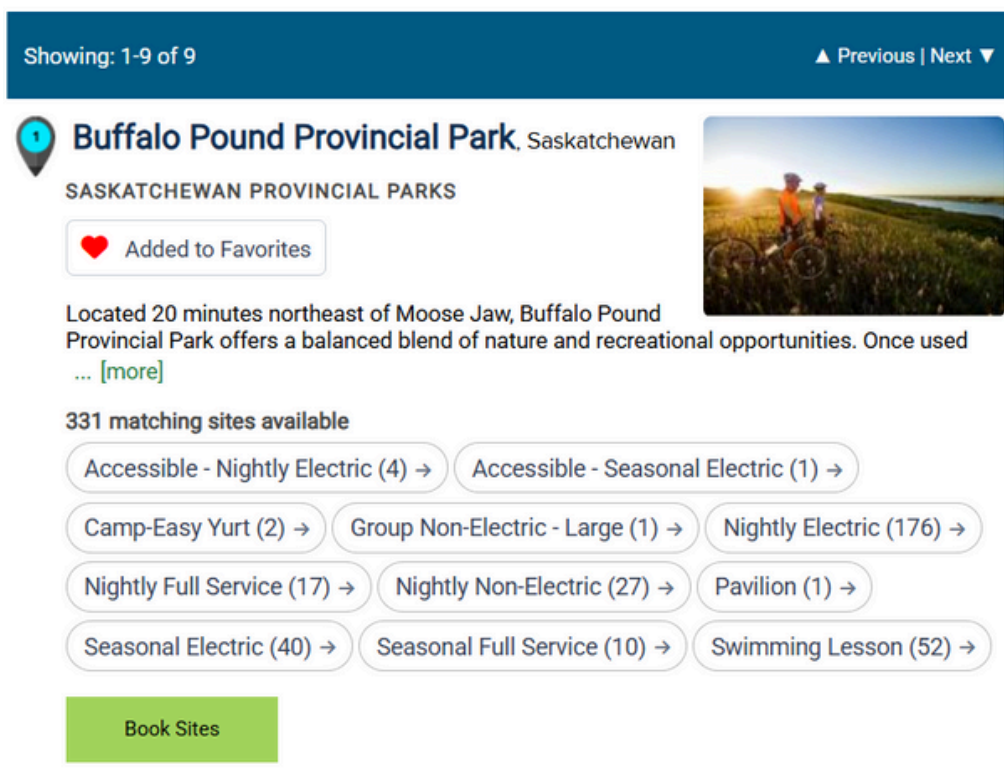 Showing: 1-9 of 9
▲ Previous | Next ▼
1
Buffalo Pound Provincial Park, Saskatchewan
SASKATCHEWAN PROVINCIAL PARKS
Added to Favorites
Located 20 minutes northeast of Moose Jaw, Buffalo Pound
Provincial Park offers a balanced blend of nature and recreational opportunities. Once used
... [more]
331 matching sites available
Accessible - Nightly Electric (4) → Accessible - Seasonal Electric (1) →
Camp-Easy Yurt (2) → Group Non-Electric - Large (1) → Nightly Electric (176) →
Nightly Full Service (17) → Nightly Non-Electric (27) → Pavilion (1) →
Seasonal Electric (40) → Seasonal Full Service (10) → Swimming Lesson (52) →
Book Sites